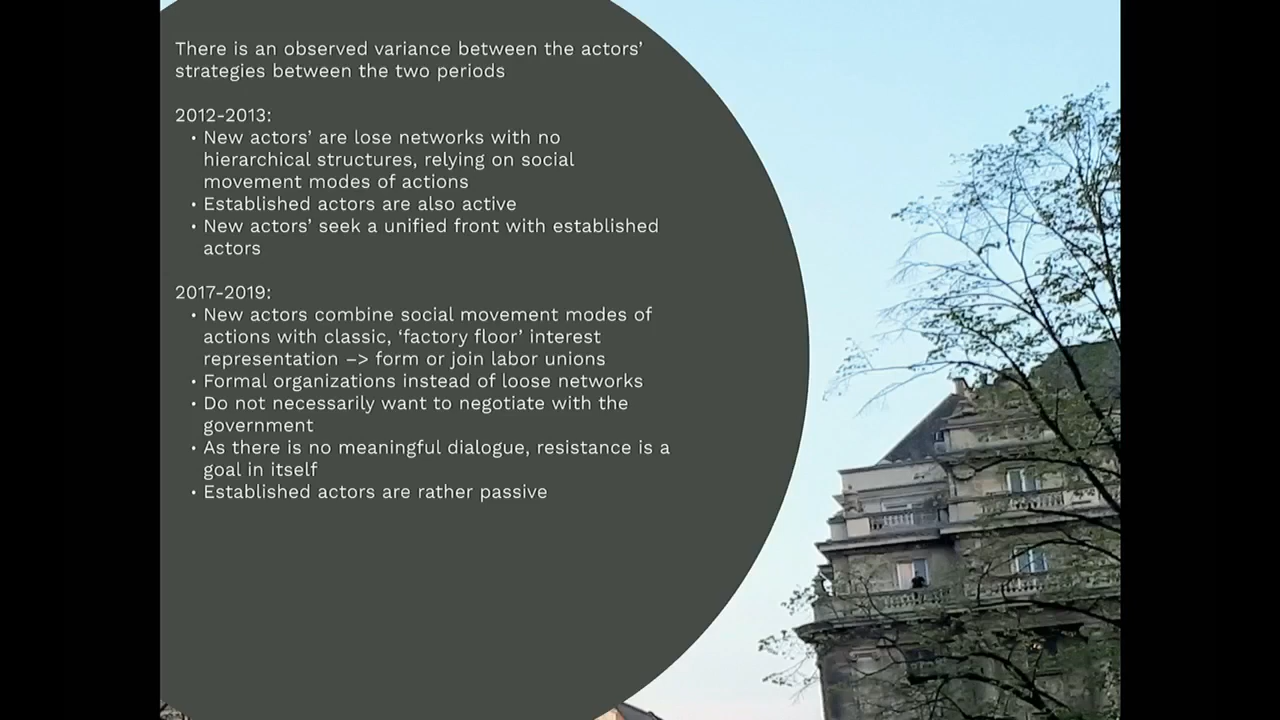 There is an observed variance between the actors’
strategies between the two periods
2012-2013:
• New actors’ are lose networks with no
hierarchical structures, relying on social
movement modes of actions
• Established actors are also active
• New actors’ seek a unified front with established
actors
2017-2019:
• New actors combine social movement modes of
actions with classic, ‘factory floor’ interest
representation –> form or join labor unions
• Formal organizations instead of loose networks
• Do not necessarily want to negotiate with the
government
• As there is no meaningful dialogue, resistance is a
goal in itself
• Established actors are rather passive